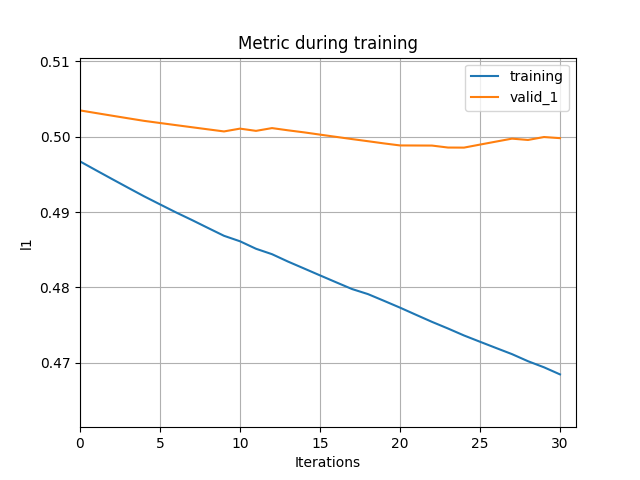 Metric during training
training
valid_1
0.51
0.50
0.49
0.48
0.47
l1
0 5 10 15 20 25 30
Iterations